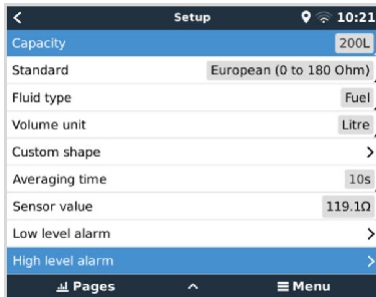 Setup 10:21
Capacity 200L
Standard European (0 to 180 Ohm)
Fluid type Fuel
Volume unit Litre
Custom shape
Averaging time 10s
Sensor value 119.1Ω
Low level alarm
High level alarm
Pages Menu